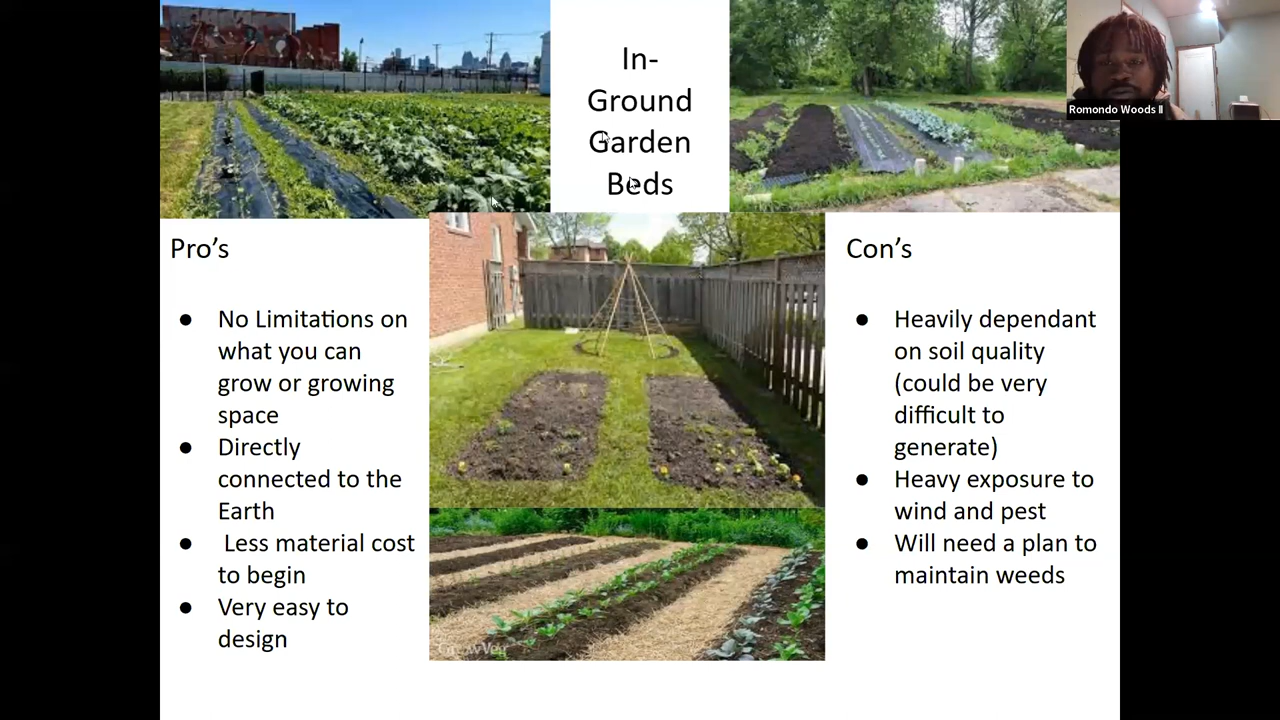 In-
Ground
Garden
Beds
Romondo Woods II
Pro’s
● No Limitations on
what you can
grow or growing
space
● Directly
connected to the
Earth
● Less material cost
to begin
● Very easy to
design
Con’s
● Heavily dependant
on soil quality
(could be very
difficult to
generate)
● Heavy exposure to
wind and pest
● Will need a plan to
maintain weeds
GrowVeg